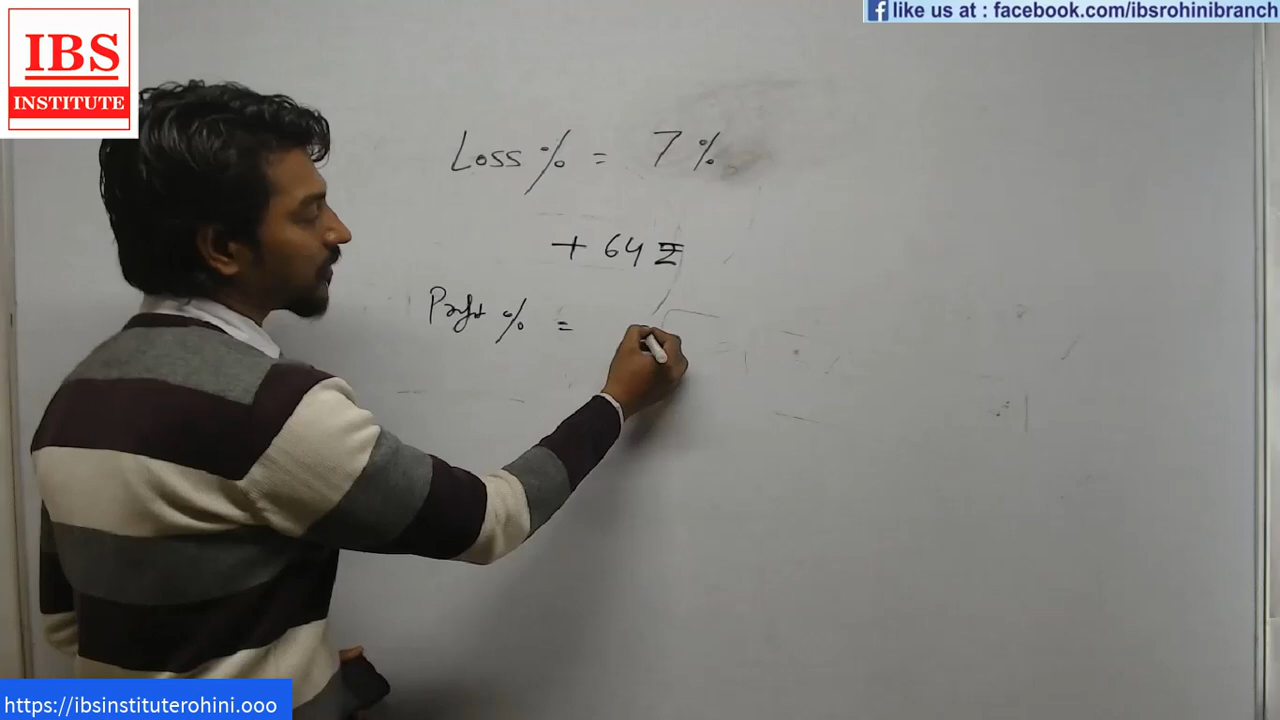 IBS
INSTITUTE
like us at : facebook.com/ibsrohinibranch
Loss % = 7 %
+ 64 ₹
Profit % =
https://ibsinstituterohini.ooo